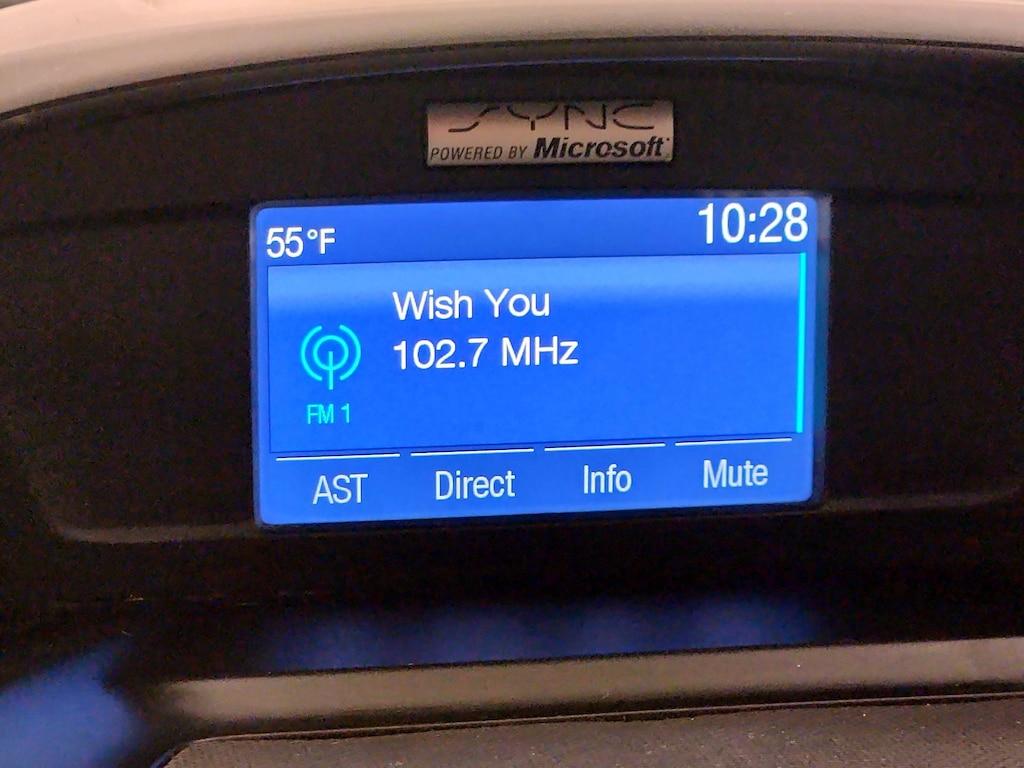 SYNC
POWERED BY Microsoft
55°F 10:28
Wish You
102.7 MHz
FM 1
AST Direct Info Mute